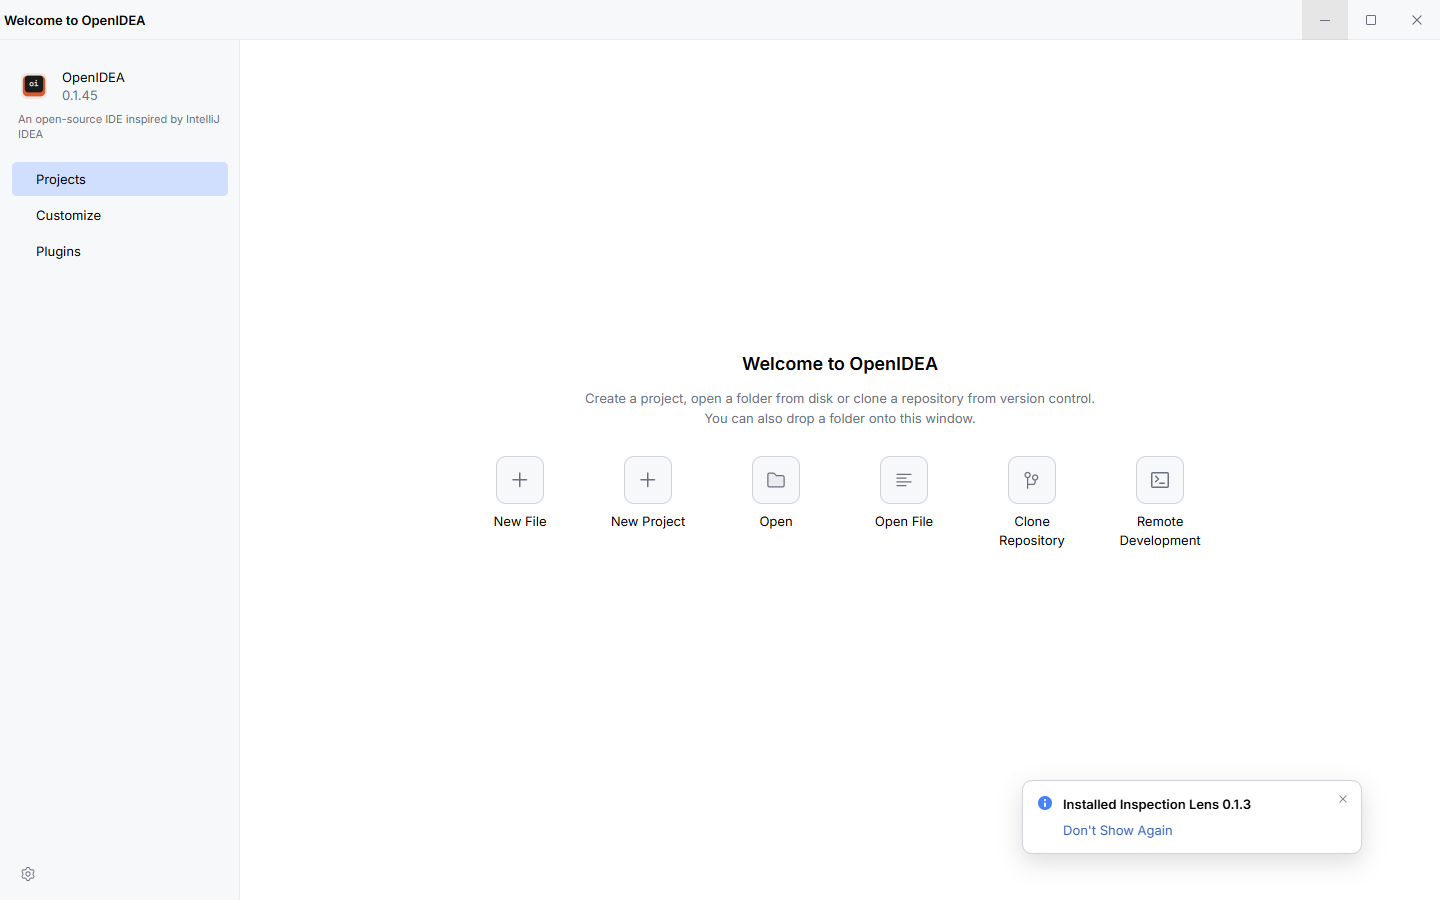 Welcome to OpenIDEA
oi
OpenIDEA
0.1.45
An open-source IDE inspired by IntelliJ
IDEA
Projects
Customize
Plugins
Welcome to OpenIDEA
Create a project, open a folder from disk or clone a repository from version control.
You can also drop a folder onto this window.
New File
New Project
Open
Open File
Clone
Repository
Remote
Development
Installed Inspection Lens 0.1.3
Don't Show Again